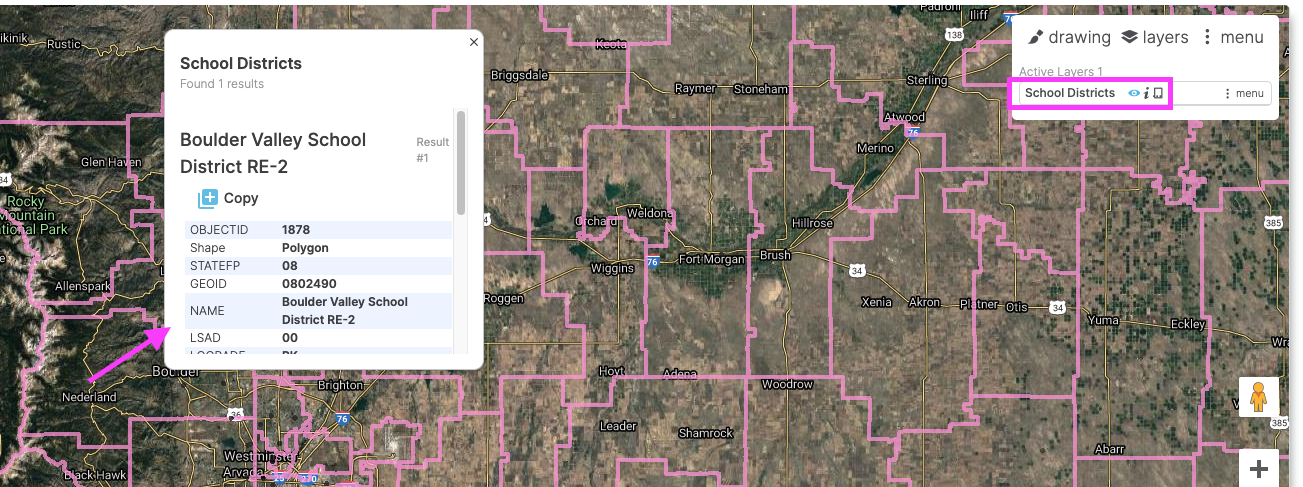 School Districts
Found 1 results
Boulder Valley School
District RE-2
Result
#1
Copy
OBJECTID 1878
Shape Polygon
STATEFP 08
GEOID 0802490
NAME Boulder Valley School
District RE-2
LSAD 00
drawing layers menu
Active Layers 1
School Districts menu
Iliff
76
138
Rustic
Keota
Briggsdale
Raymer
Stoneham
Sterling
Atwood
76
Merino
Glen Haven
34
Rocky
Mountain
National Park
Orchard
Weldona
Hillrose
385
Wiggins
76
Fort Morgan
Brush
34
Allenspark
Roggen
Xenia
Akron
Platner
Otis
34
Yuma
Eckley
Boulder
Hoyt
Adena
Woodrow
Brighton
Nederland
36
76
Leader
Shamrock
385
Abarr
Westminster
Arvada
Black Hawk
25
270